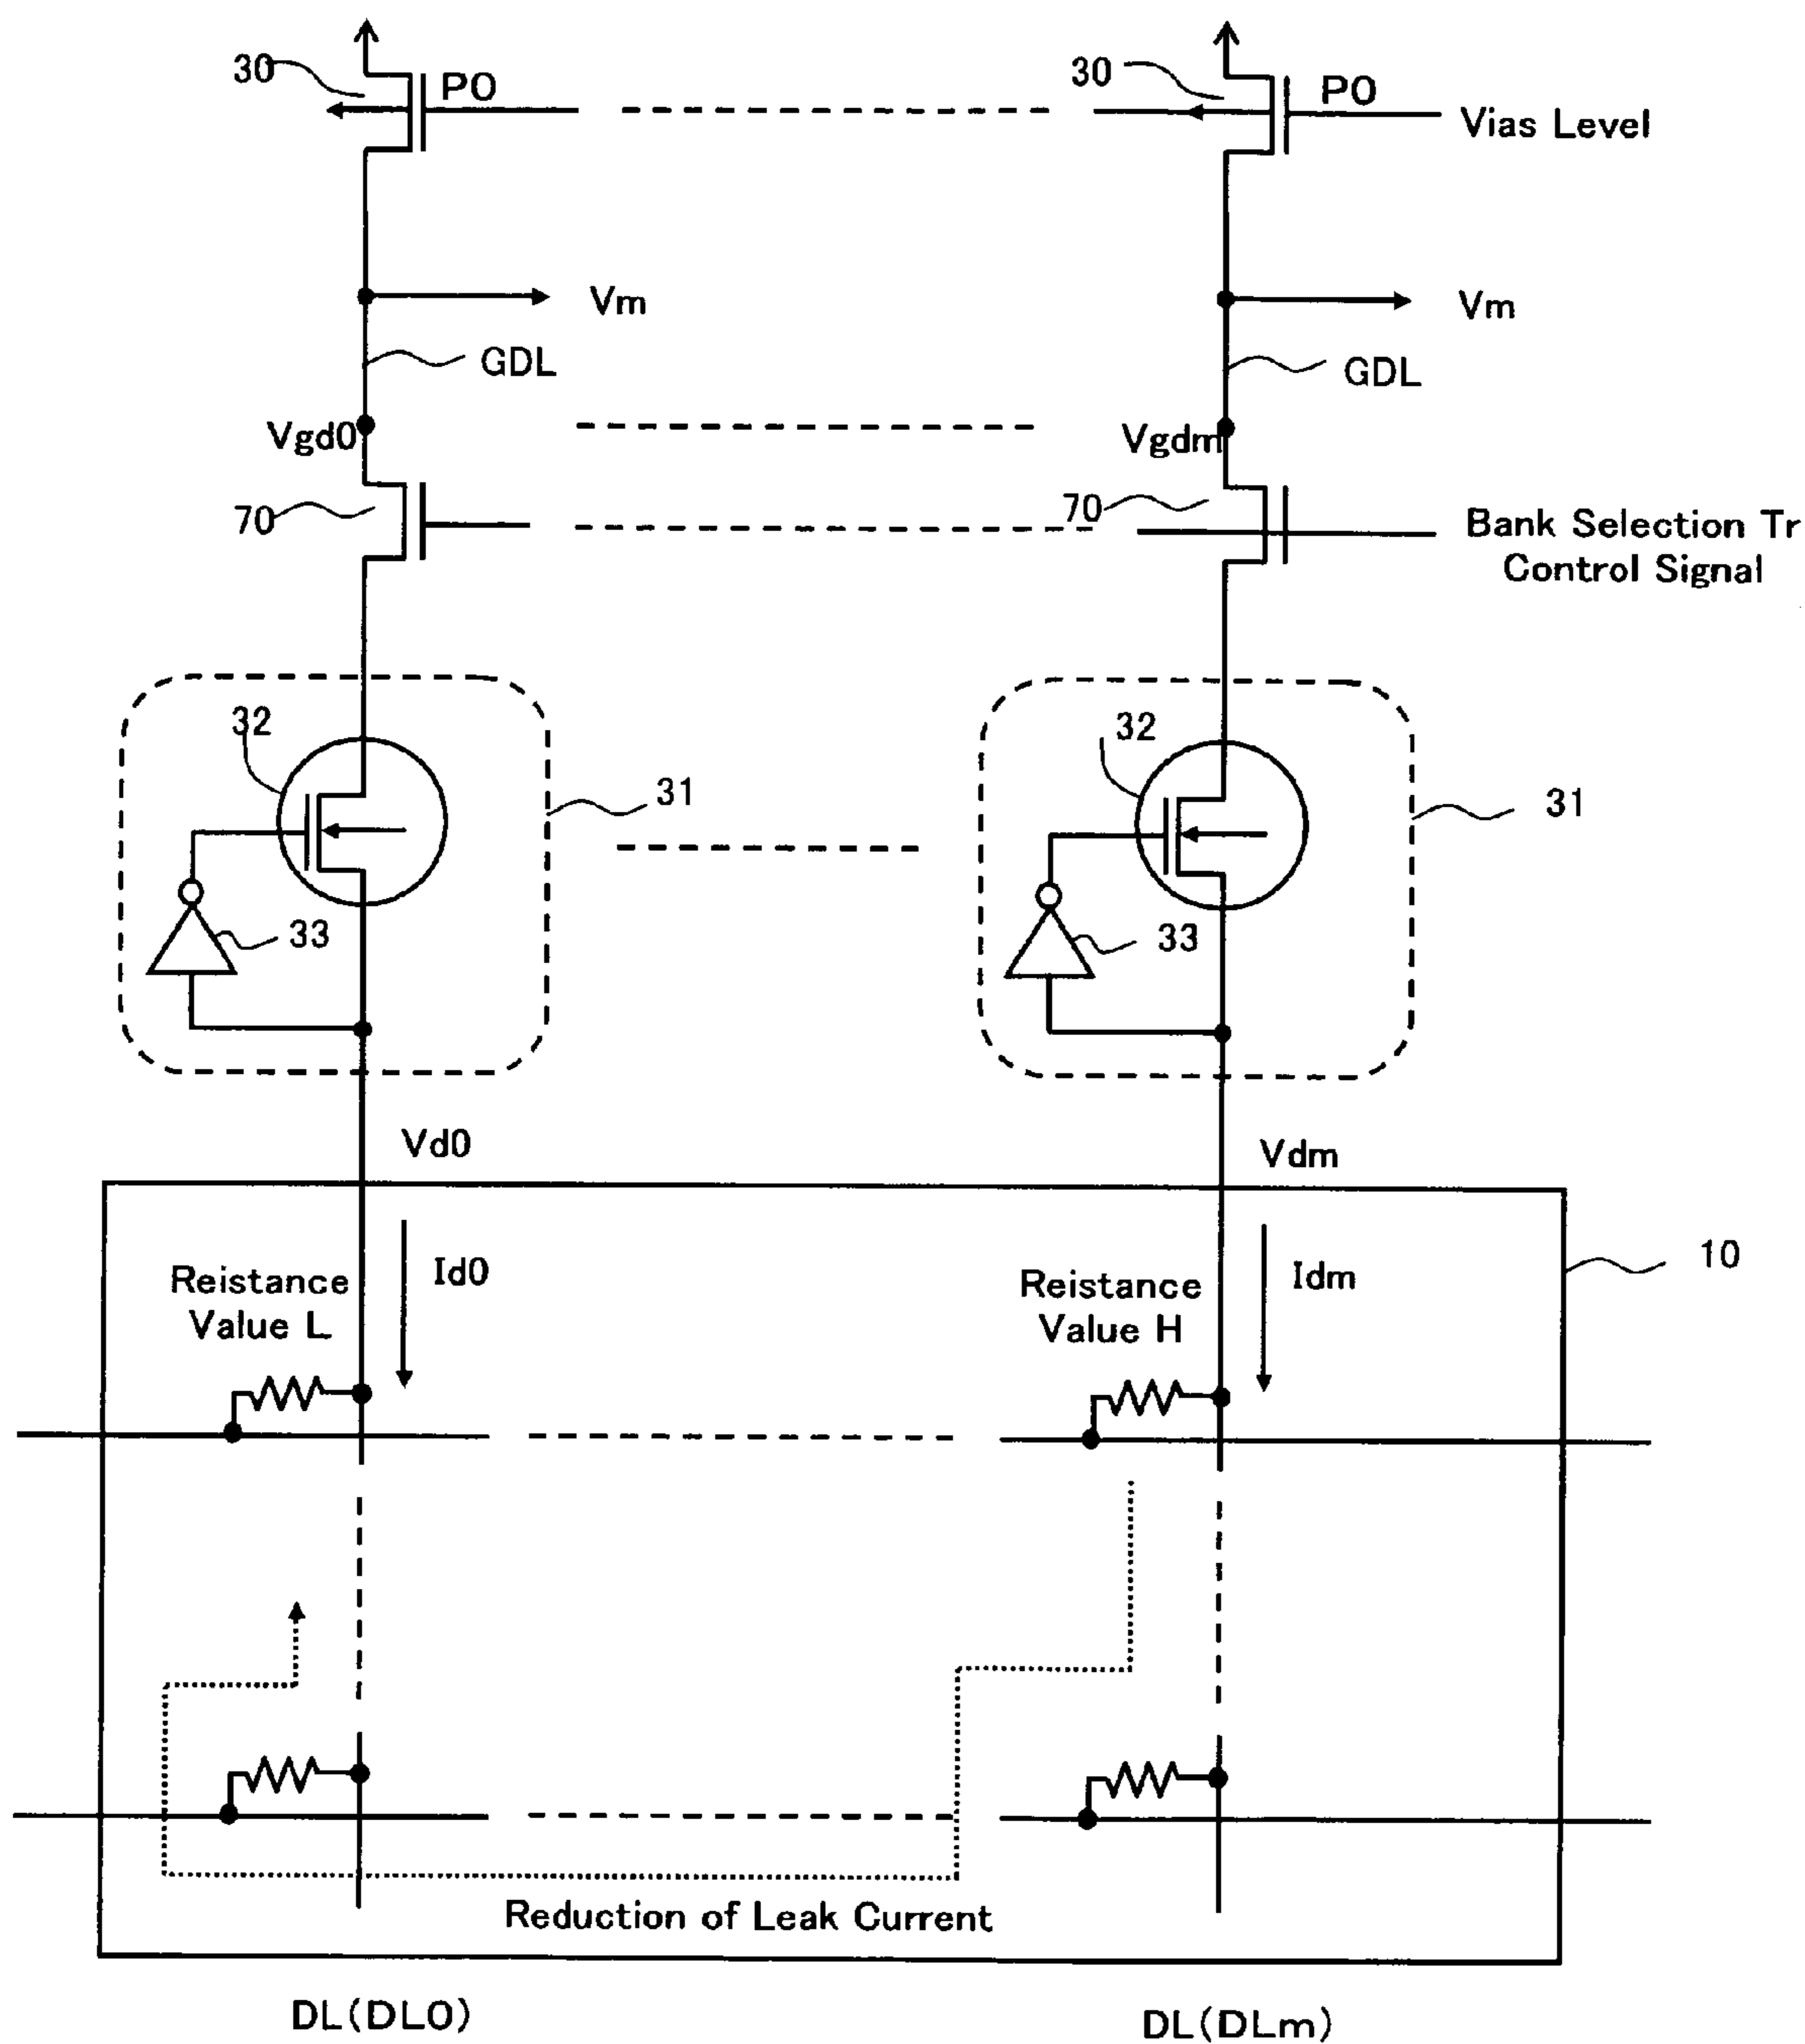 30 PO 30 PO Vias Level
Vm Vm
GDL GDL
Vgd0 Vgdm
70 70 Bank Selection Tr
Control Signal
32 31 32 31
33 33
Vd0 Vdm
Reistance
Value L
Id0
Reistance
Value H
Idm 10
Reduction of Leak Current
DL(DL0) DL(DLm)